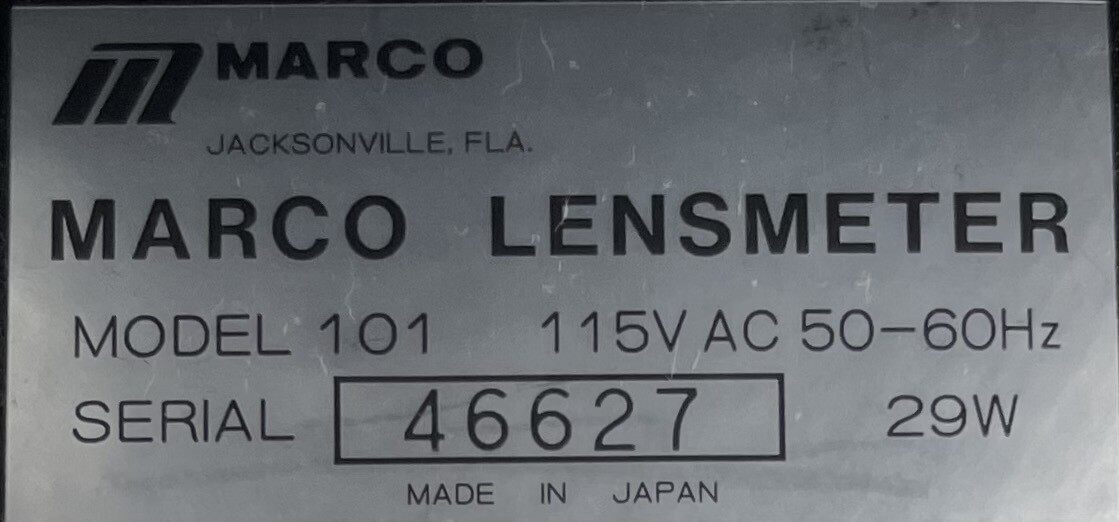 MARCO
JACKSONVILLE, FLA.
MARCO LENSMETER
MODEL 101 115V AC 50-60Hz
SERIAL 46627 29W
MADE IN JAPAN